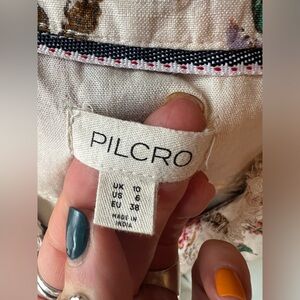 PILCRO
UK 10
US 6
EU 38
MADE IN
INDIA